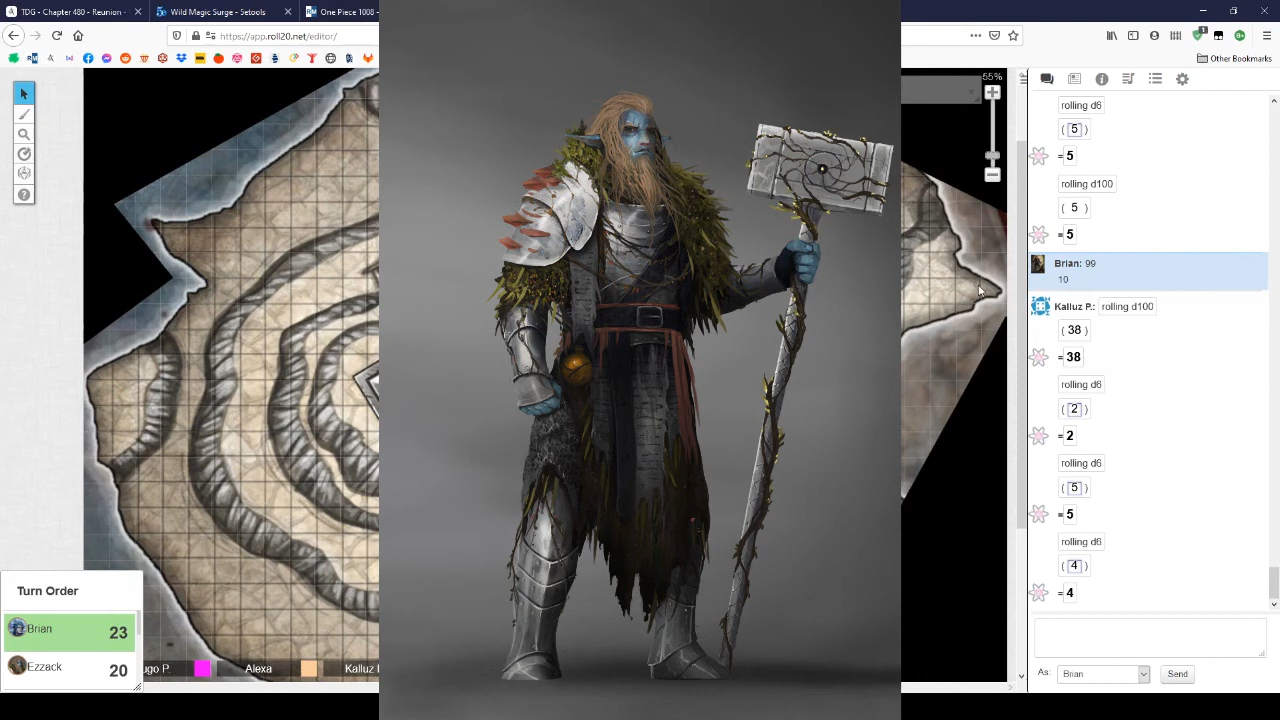 TDG - Chapter 480 - Reunion -
Wild Magic Surge - 5etools
One Piece 1008 -
https://app.roll20.net/editor/
Other Bookmarks
55%
rolling d6
( 5 )
= 5
rolling d100
( 5 )
= 5
Brian: 99
10
Kalluz P.: rolling d100
( 38 )
= 38
rolling d6
( 2 )
= 2
rolling d6
( 5 )
= 5
rolling d6
( 4 )
= 4
Turn Order
Brian 23
Ezzack 20
ugo P
Alexa
Kalluz
As: Brian
Send